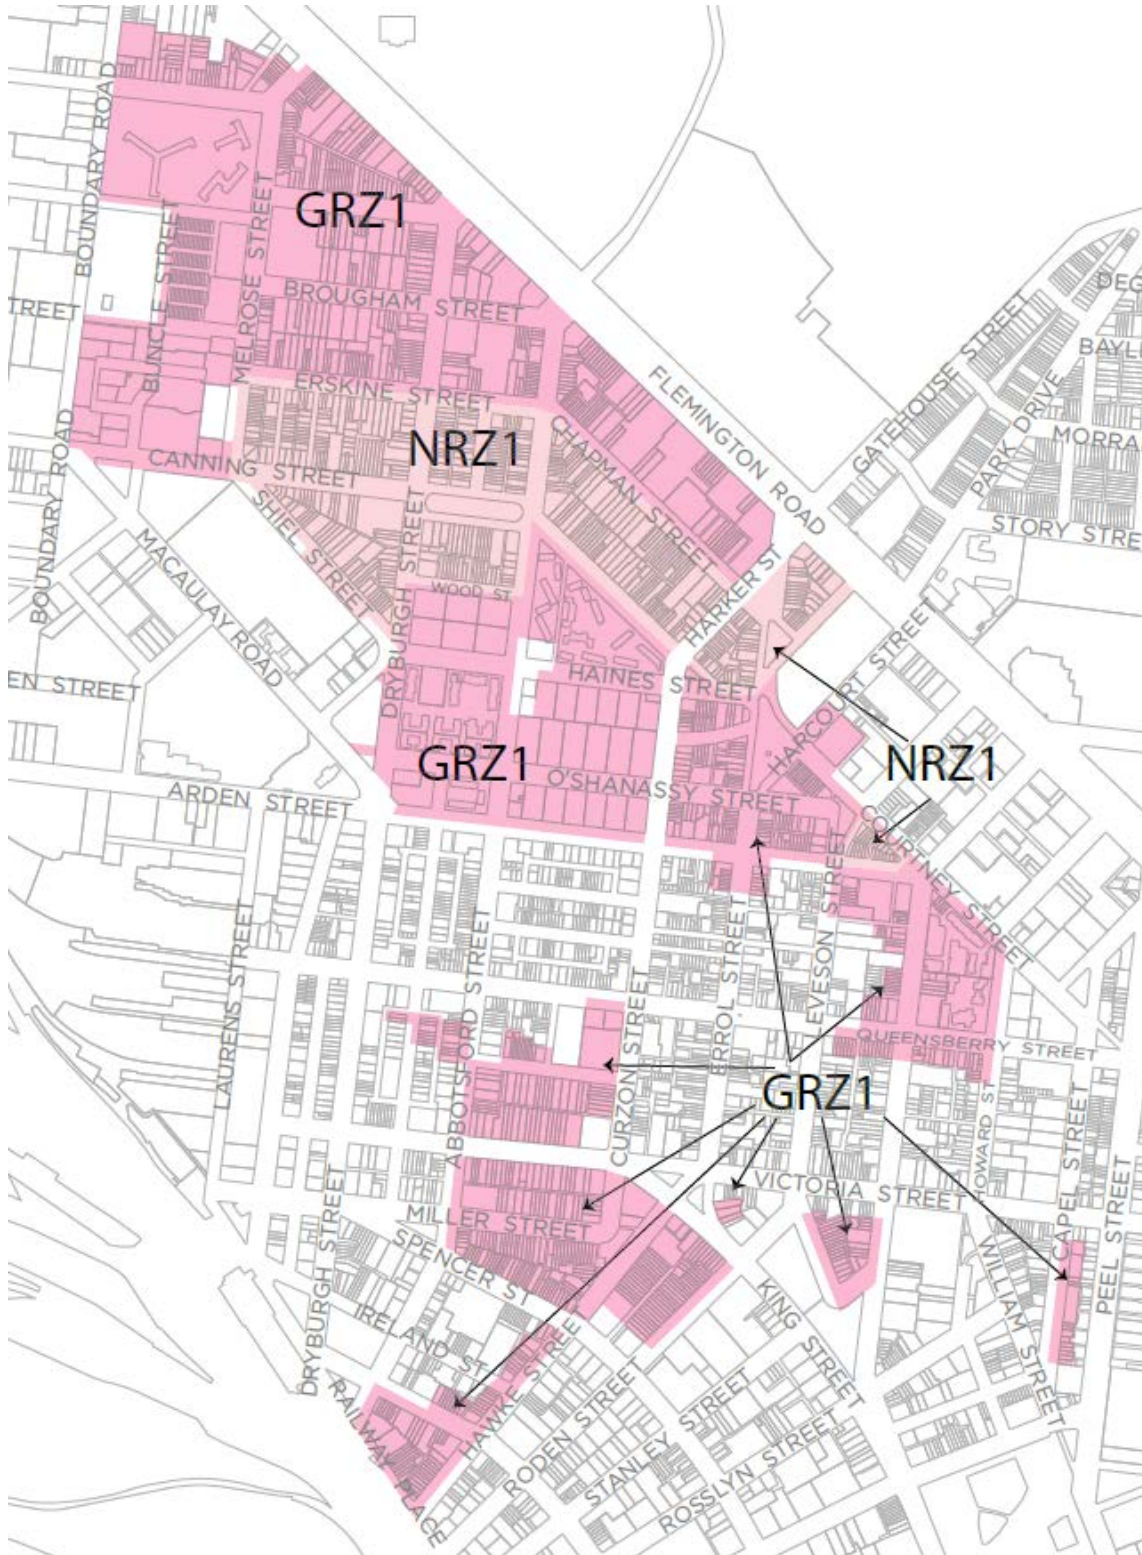 BOUNDARY ROAD
GRZ1
BUNCLE STREET
MELROSE STREET
BROUGHAM STREET
TREET
GATEHOUSE STREET
BAYL
FLEMINGTON ROAD
PARK DRIVE
ERSKINE STREET
NRZ1
CHAPMAN STREET
MORRA
CANNING STREET
BOUNDARY ROAD
SHIEL STREET
STORY STREE
MACAULAY ROAD
DRYBURGH STREET
WOOD ST
HARKER ST
HAINES STREET
HARCOURT STREET
EN STREET
GRZ1
NRZ1
O'SHANASSY STREET
ARDEN STREET
COURTNEY STREET
LAURENS STREET
ABBOTSFORD STREET
CURZON STREET
ERROL STREET
LEVESON STREET
QUEENSBERRY STREET
GRZ1
HOWARD ST
CAPEL STREET
PEEL STREET
VICTORIA STREET
MILLER STREET
DRYBURGH STREET
SPENCER ST
WILLIAM STREET
KING STREET
IRELAND ST
HAWKE STREE
RAILWAY PLACE
RODEN STREET
STANLEY STREET
ROSSLYN STREET